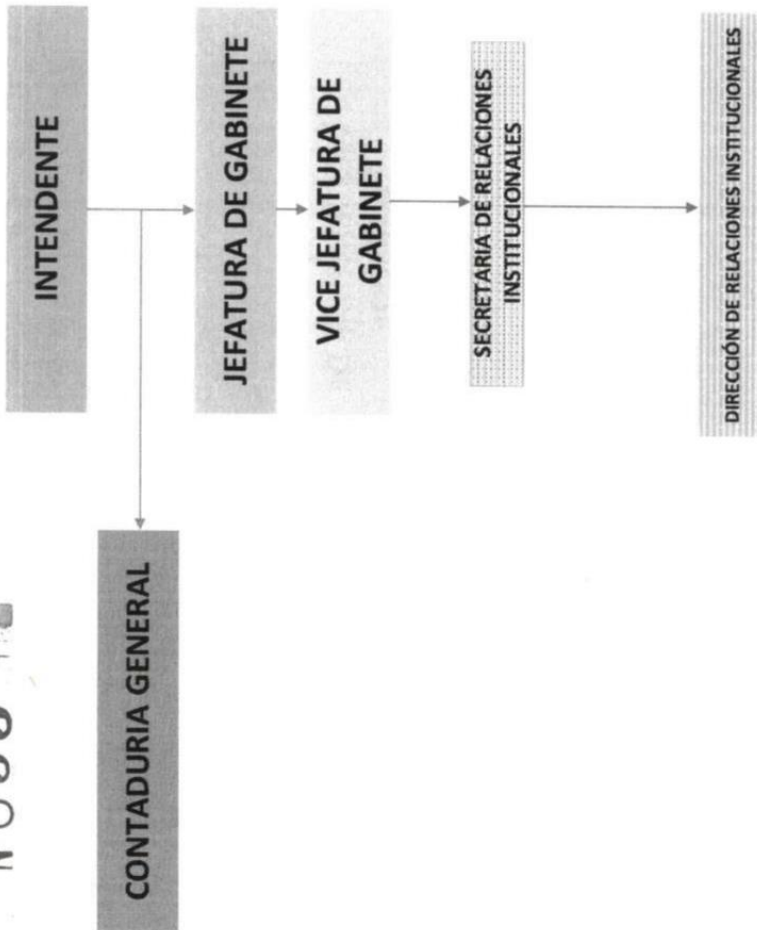 INTENDENTE
CONTADURIA GENERAL
JEFATURA DE GABINETE
VICE JEFATURA DE
GABINETE
SECRETARIA DE RELACIONES
INSTITUCIONALES
DIRECCIÓN DE RELACIONES INSTITUCIONALES